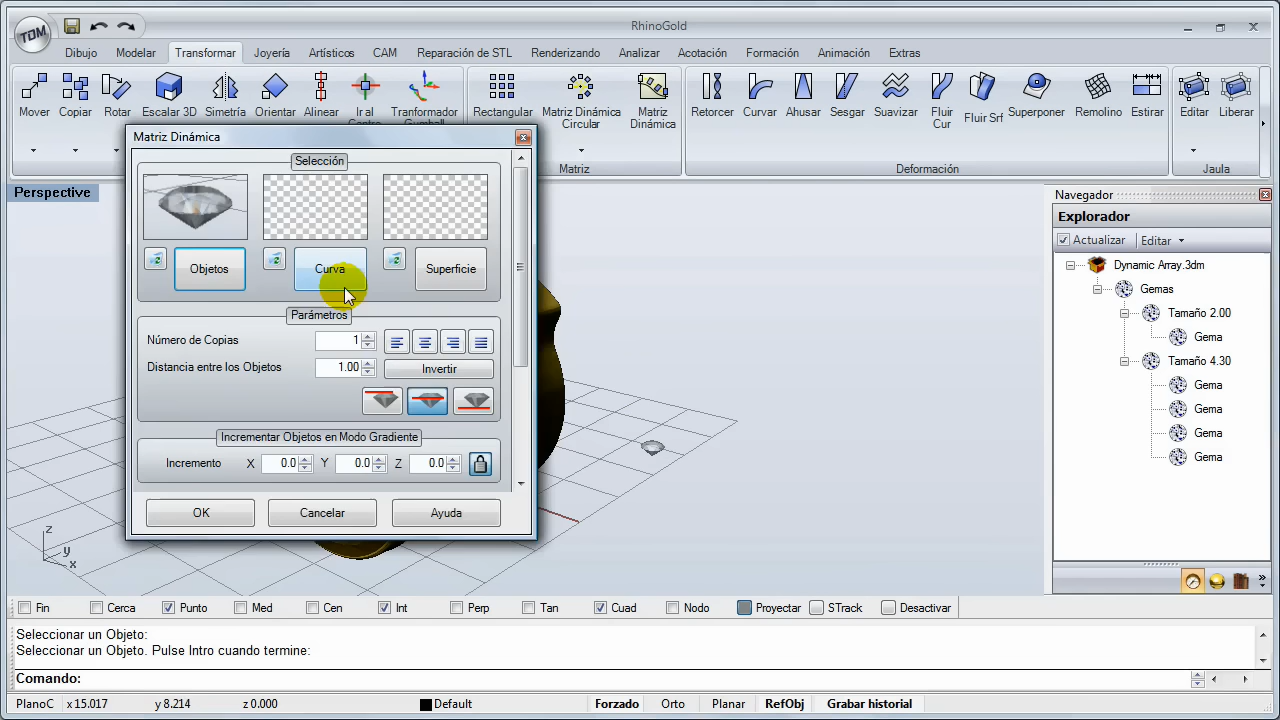 RhinoGold
TDM
Dibujo Modelar Transformar Joyería Artísticos CAM Reparación de STL Renderizando Analizar Acotación Formación Animación Extras
Mover Copiar Rotar Escalar 3D Simetría Orientar Alinear Ir al Centro Transformador Gumball Rectangular Matriz Dinámica Circular Matriz Dinámica Retorcer Curvar Ahusar Sesgar Suavizar Fluir Cur Fluir Srf Superponer Remolino Estirar Editar Liberar
Matriz Deformación Jaula
Perspective
Matriz Dinámica
Selección
Objetos Curva Superficie
Parámetros
Número de Copias 1
Distancia entre los Objetos 1.00 Invertir
Incrementar Objetos en Modo Gradiente
Incremento X 0.0 Y 0.0 Z 0.0
OK Cancelar Ayuda
Navegador
Explorador
Actualizar Editar
Dynamic Array.3dm
Gemas
Tamaño 2.00
Gema
Tamaño 4.30
Gema
Gema
Gema
Gema
z
y
x
Fin Cerca Punto Med Cen Int Perp Tan Cuad Nodo Proyectar STrack Desactivar
Seleccionar un Objeto:
Seleccionar un Objeto. Pulse Intro cuando termine:
Comando:
PlanoC x 15.017 y 8.214 z 0.000 Default Forzado Orto Planar RefObj Grabar historial